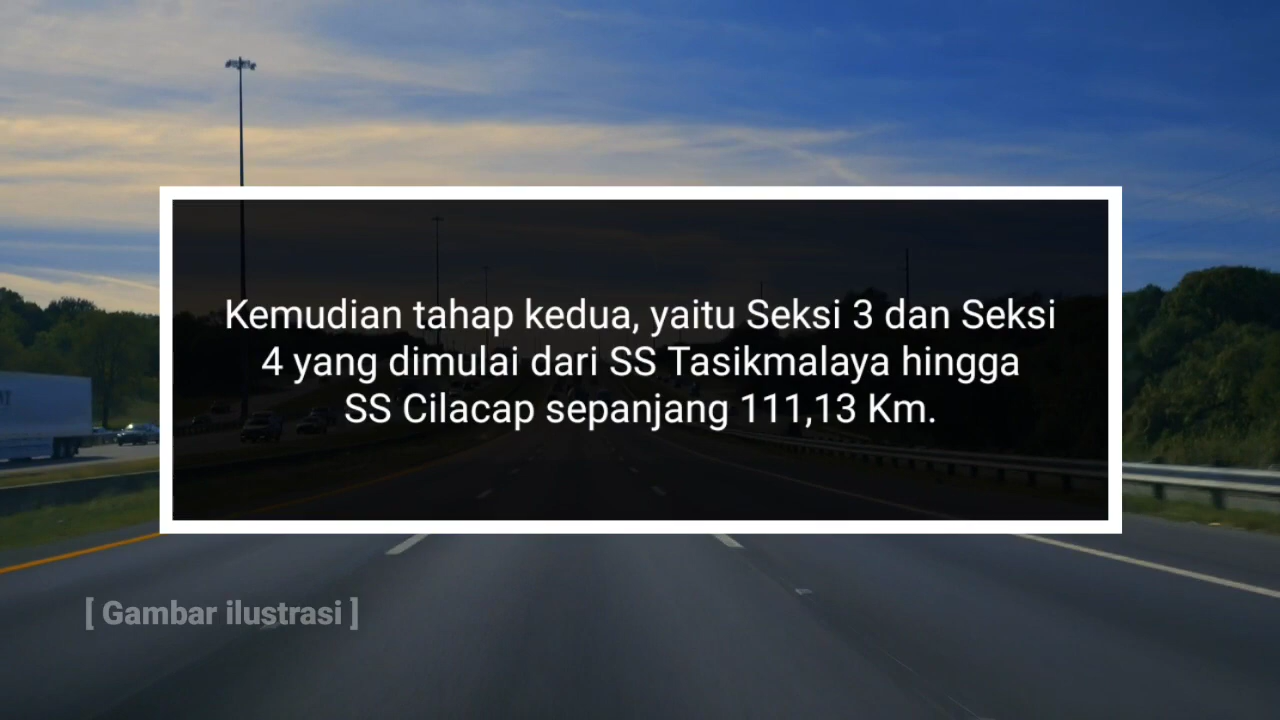 Kemudian tahap kedua, yaitu Seksi 3 dan Seksi
4 yang dimulai dari SS Tasikmalaya hingga
SS Cilacap sepanjang 111,13 Km.
[ Gambar ilustrasi ]